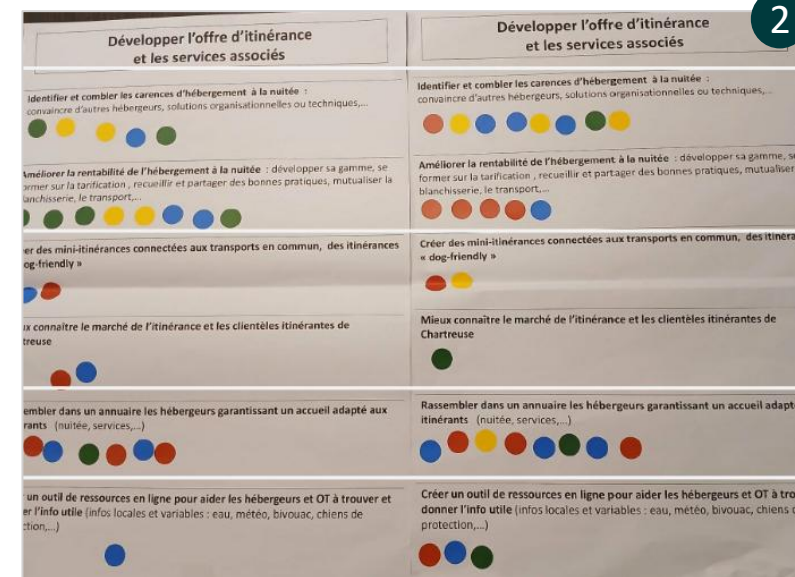 2
Développer l'offre d'itinérance
et les services associés
Identifier et combler les carences d'hébergement à la nuitée :
convaincre d'autres hébergeurs, solutions organisationnelles ou techniques,...
Améliorer la rentabilité de l'hébergement à la nuitée : développer sa gamme, se
ormer sur la tarification , recueillir et partager des bonnes pratiques, mutualiser la
lanchisserie, le transport,...
er des mini-itinérances connectées aux transports en commun, des itinérances
og-friendly »
ux connaître le marché de l'itinérance et les clientèles itinérantes de
treuse
embler dans un annuaire les hébergeurs garantissant un accueil adapté aux
rants (nuitée, services,...)
un outil de ressources en ligne pour aider les hébergeurs et OT à trouver et
er l'info utile (infos locales et variables : eau, météo, bivouac, chiens de
ction,...)
Développer l'offre d'itinérance
et les services associés
Identifier et combler les carences d'hébergement à la nuitée :
convaincre d'autres hébergeurs, solutions organisationnelles ou techniques,...
Améliorer la rentabilité de l'hébergement à la nuitée : développer sa gamme, s
former sur la tarification , recueillir et partager des bonnes pratiques, mutualiser
blanchisserie, le transport,...
Créer des mini-itinérances connectées aux transports en commun, des itinéra
« dog-friendly »
Mieux connaître le marché de l'itinérance et les clientèles itinérantes de
Chartreuse
Rassembler dans un annuaire les hébergeurs garantissant un accueil adapt
itinérants (nuitée, services,...)
Créer un outil de ressources en ligne pour aider les hébergeurs et OT à tro
donner l'info utile (infos locales et variables : eau, météo, bivouac, chiens
protection,...)